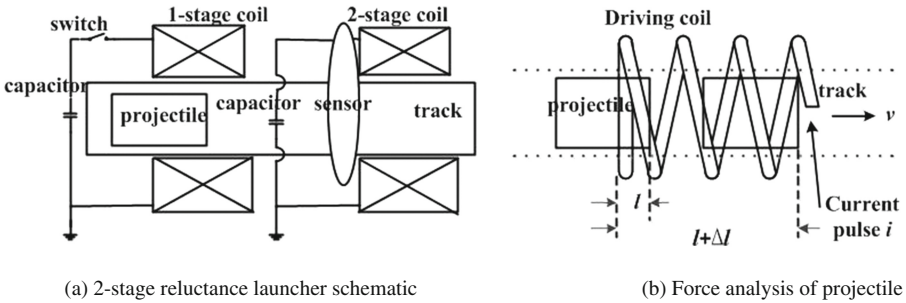 1-stage coil
2-stage coil
switch
capacitor
projectile
capacitor
sensor
track
Driving coil
projectile
track
v
l
l+Δl
Current
pulse i
(a) 2-stage reluctance launcher schematic
(b) Force analysis of projectile